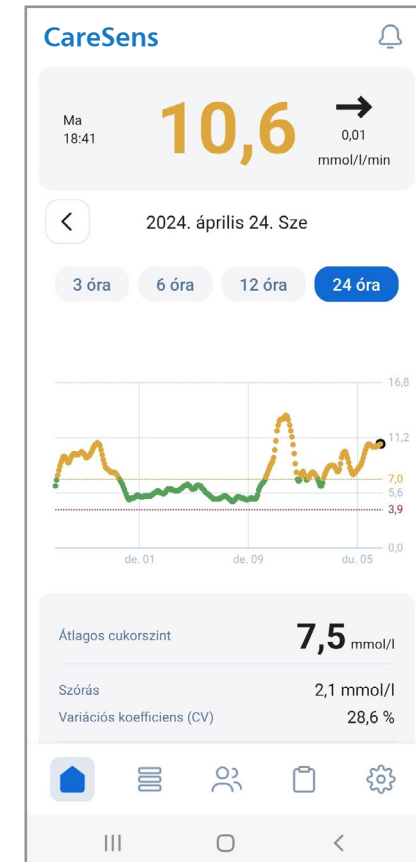 CareSens
Ma
18:41
10,6
0,01
mmol/l/min
2024. április 24. Sze
3 óra 6 óra 12 óra 24 óra
16,8
11,2
7,0
5,6
3,9
0,0
de. 01 de. 09 du. 05
Átlagos cukorszint 7,5 mmol/l
Szórás 2,1 mmol/l
Variációs koefficiens (CV) 28,6 %